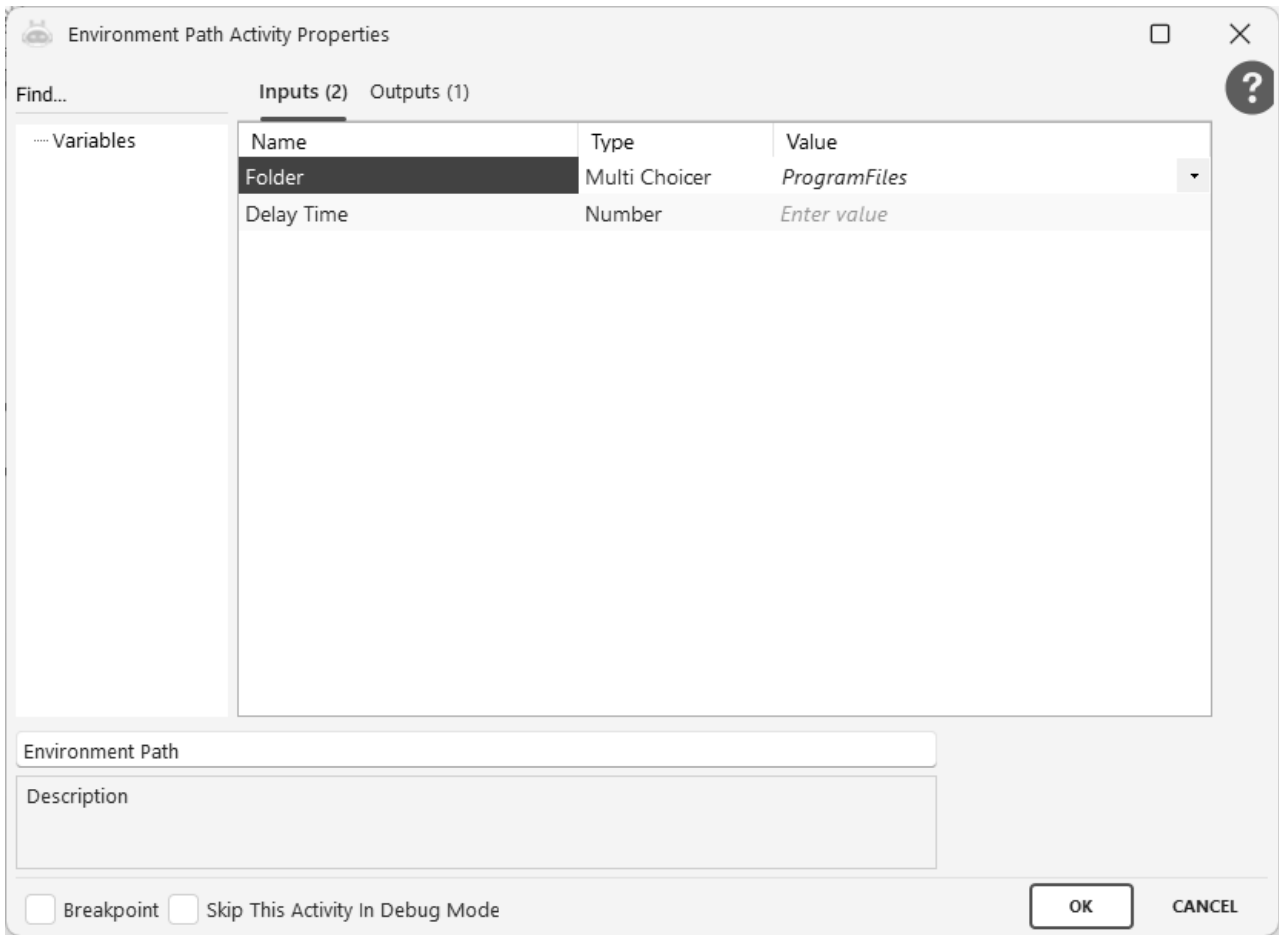 Environment Path Activity Properties
Find...
Inputs (2) Outputs (1)
?
Variables
Name Type Value
Folder Multi Choicer ProgramFiles
Delay Time Number Enter value
Environment Path
Description
Breakpoint Skip This Activity In Debug Mode OK CANCEL